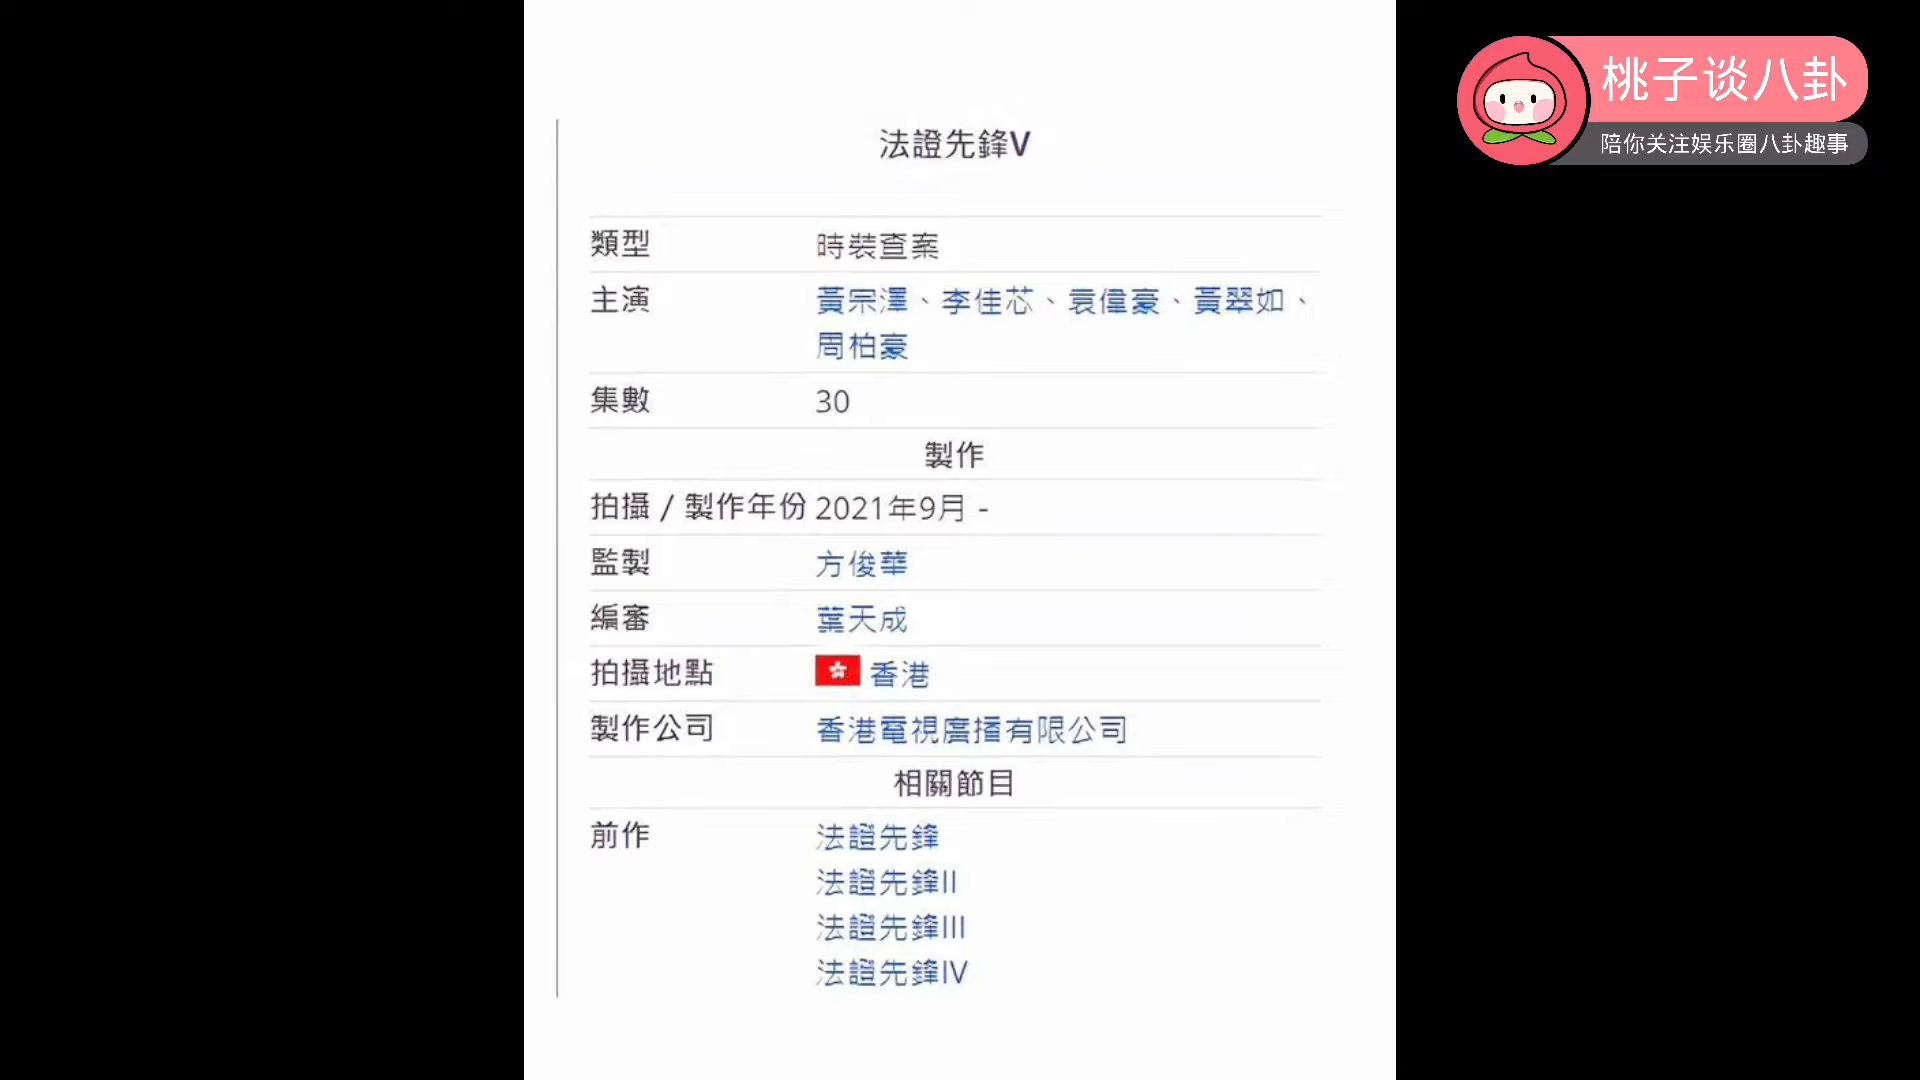 桃子谈八卦
陪你关注娱乐圈八卦趣事
法證先鋒V
類型 時裝查案
主演 黃宗澤、李佳芯、袁偉豪、黃翠如、
周柏豪
集數 30
製作
拍攝 / 製作年份 2021年9月 -
監製 方俊華
編審 葉天成
拍攝地點 香港
製作公司 香港電視廣播有限公司
相關節目
前作 法證先鋒
法證先鋒II
法證先鋒III
法證先鋒IV